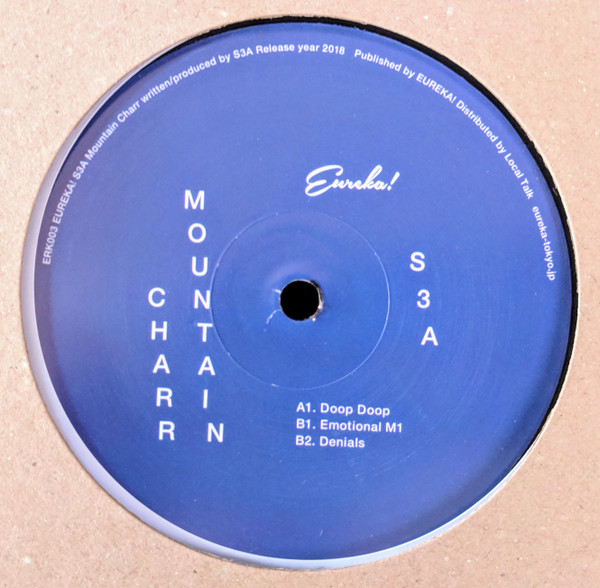 ERK003 EUREKA! S3A Mountain Charr written/produced by S3A Release year 2018 Published by EUREKA! Distributed by Local Talk eureka-tokyo.jp
Eureka!
MOUNTAIN
CHARR
S3A
A1. Doop Doop
B1. Emotional M1
B2. Denials